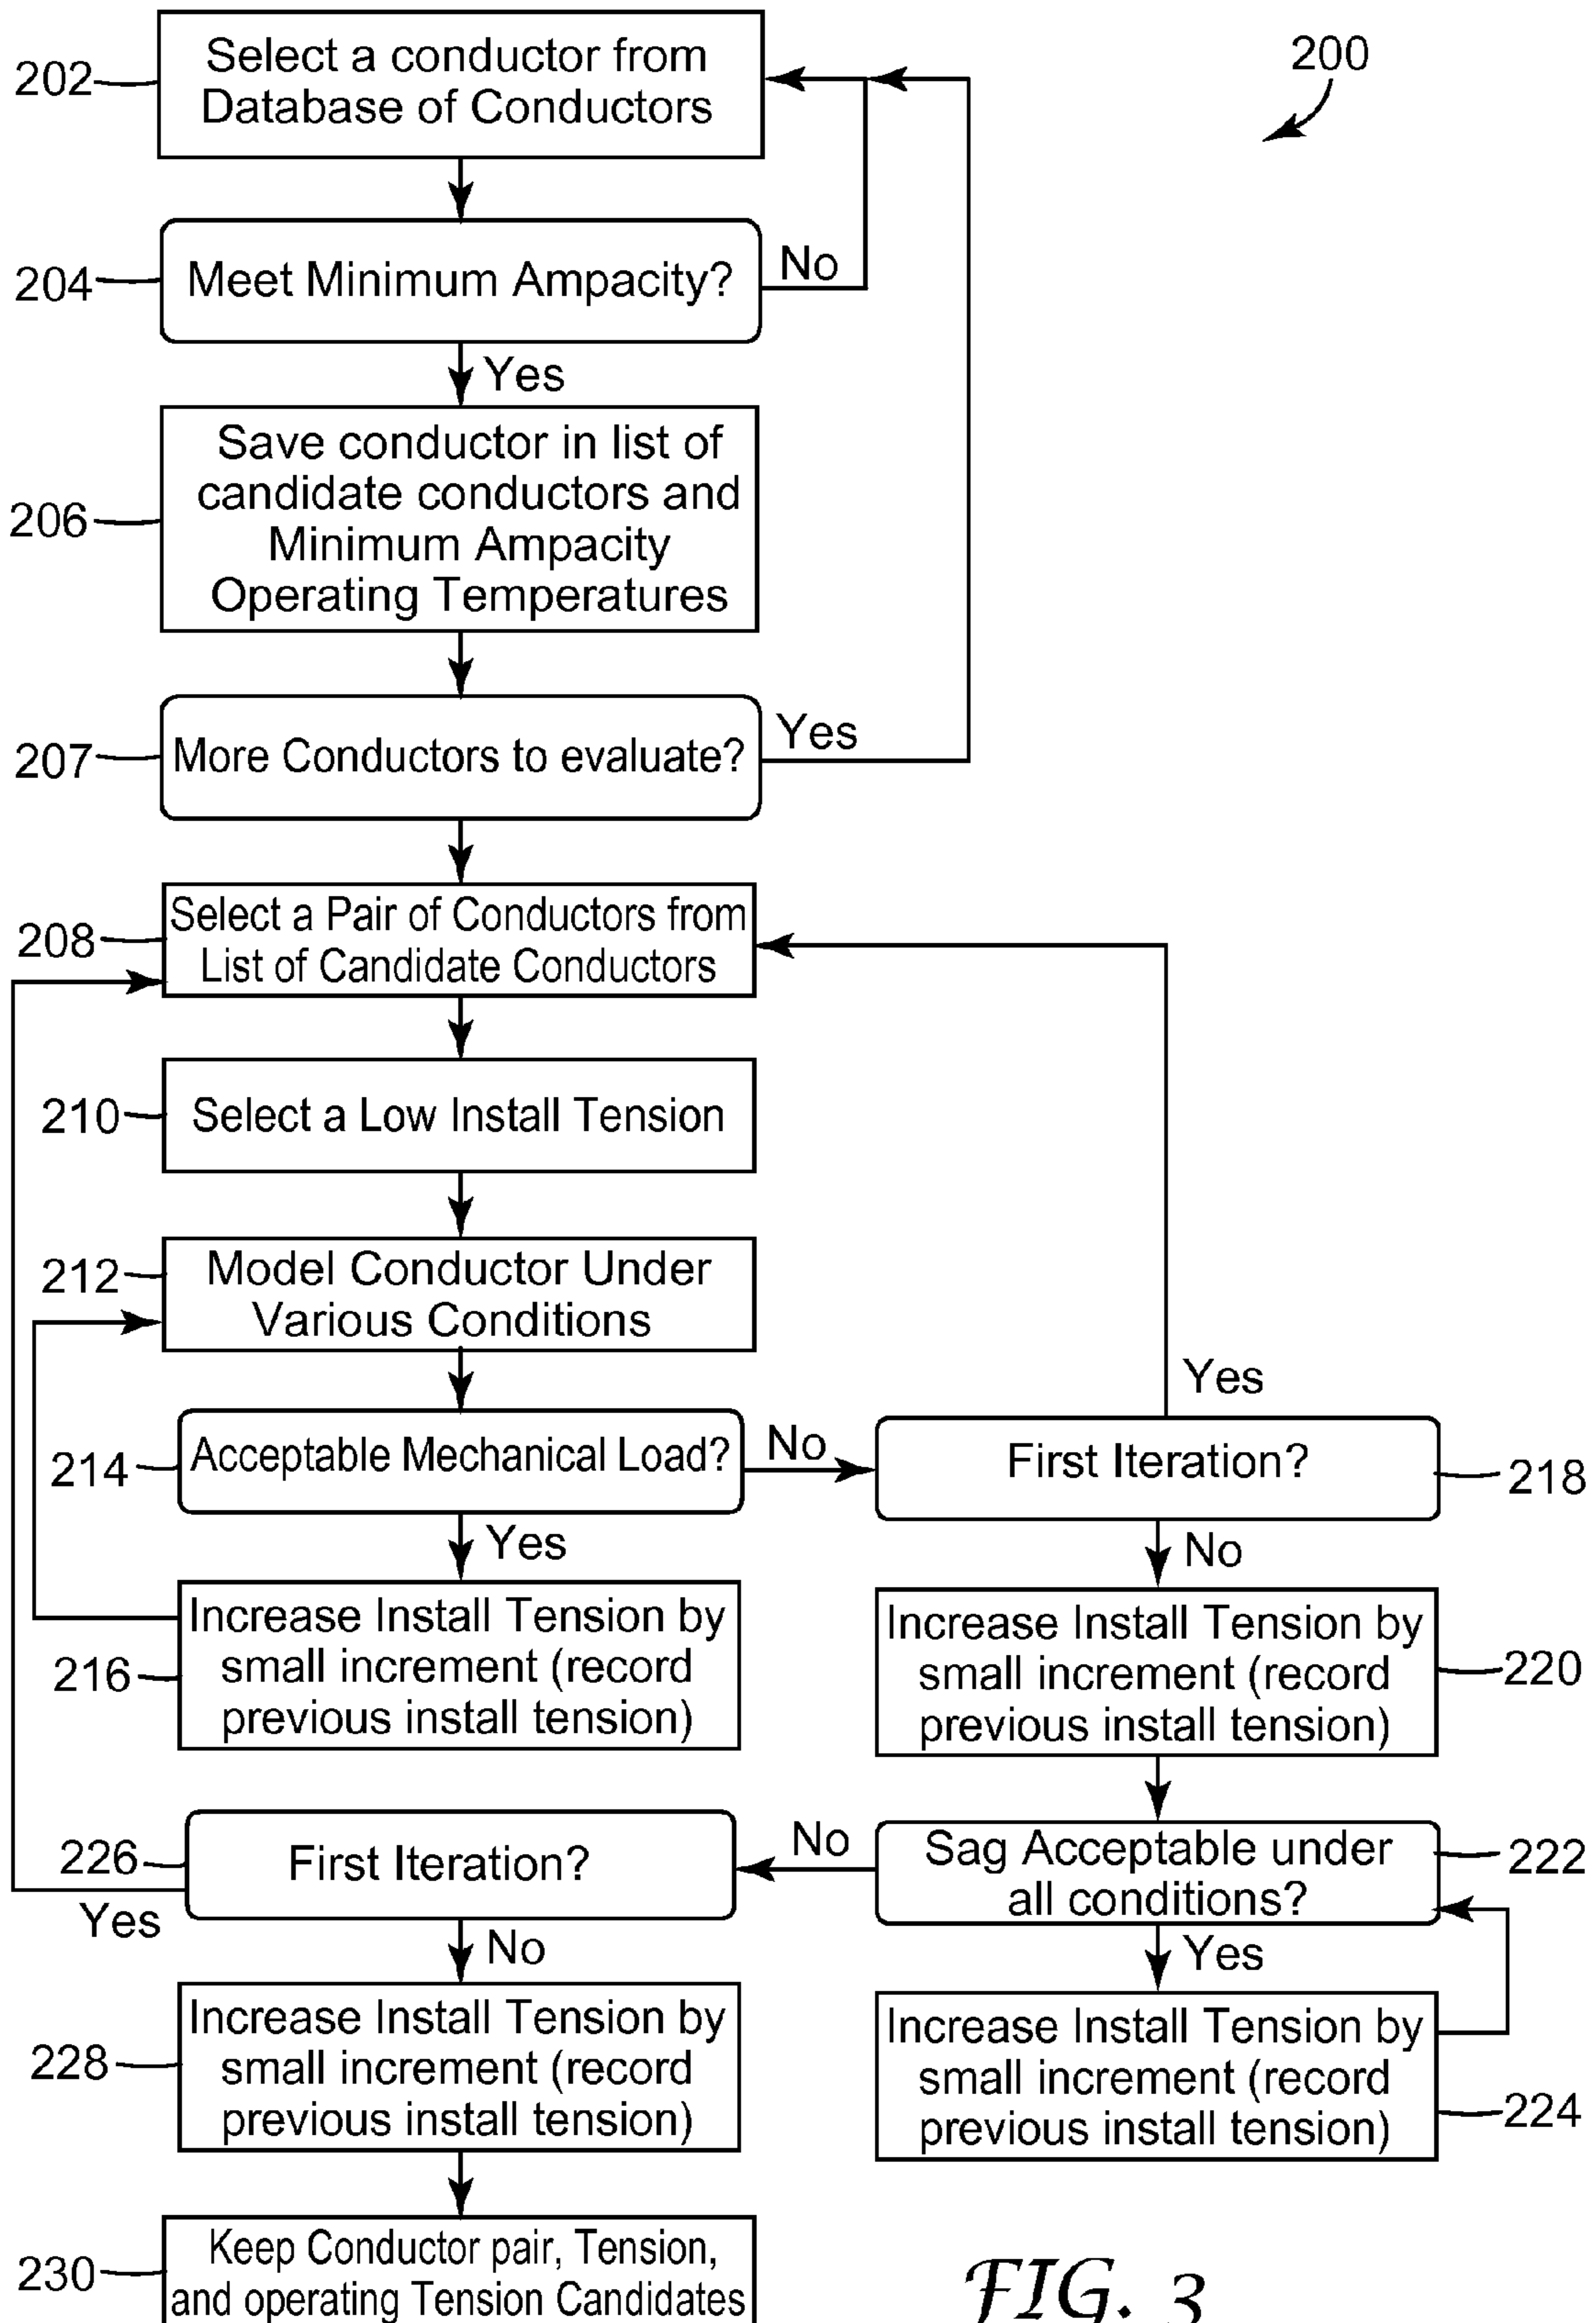 200
202
Select a conductor from
Database of Conductors
204
Meet Minimum Ampacity?
No
Yes
206
Save conductor in list of
candidate conductors and
Minimum Ampacity
Operating Temperatures
207
More Conductors to evaluate?
Yes
208
Select a Pair of Conductors from
List of Candidate Conductors
210
Select a Low Install Tension
212
Model Conductor Under
Various Conditions
214
Acceptable Mechanical Load?
No
Yes
First Iteration?
218
Yes
No
216
Increase Install Tension by
small increment (record
previous install tension)
Increase Install Tension by
small increment (record
previous install tension)
220
Sag Acceptable under
all conditions?
222
No
Yes
226
First Iteration?
Yes
No
Increase Install Tension by
small increment (record
previous install tension)
224
228
Increase Install Tension by
small increment (record
previous install tension)
230
Keep Conductor pair, Tension,
and operating Tension Candidates
FIG. 3